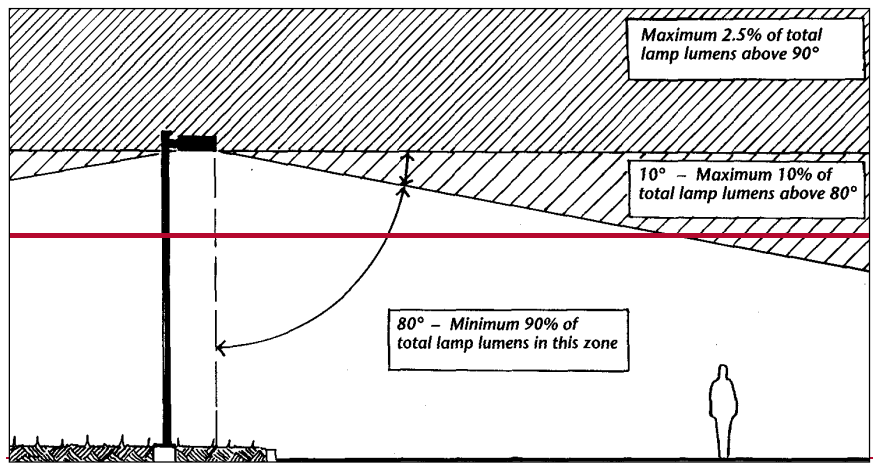 Maximum 2.5% of total
lamp lumens above 90°
10° – Maximum 10% of
total lamp lumens above 80°
80° – Minimum 90% of
total lamp lumens in this zone